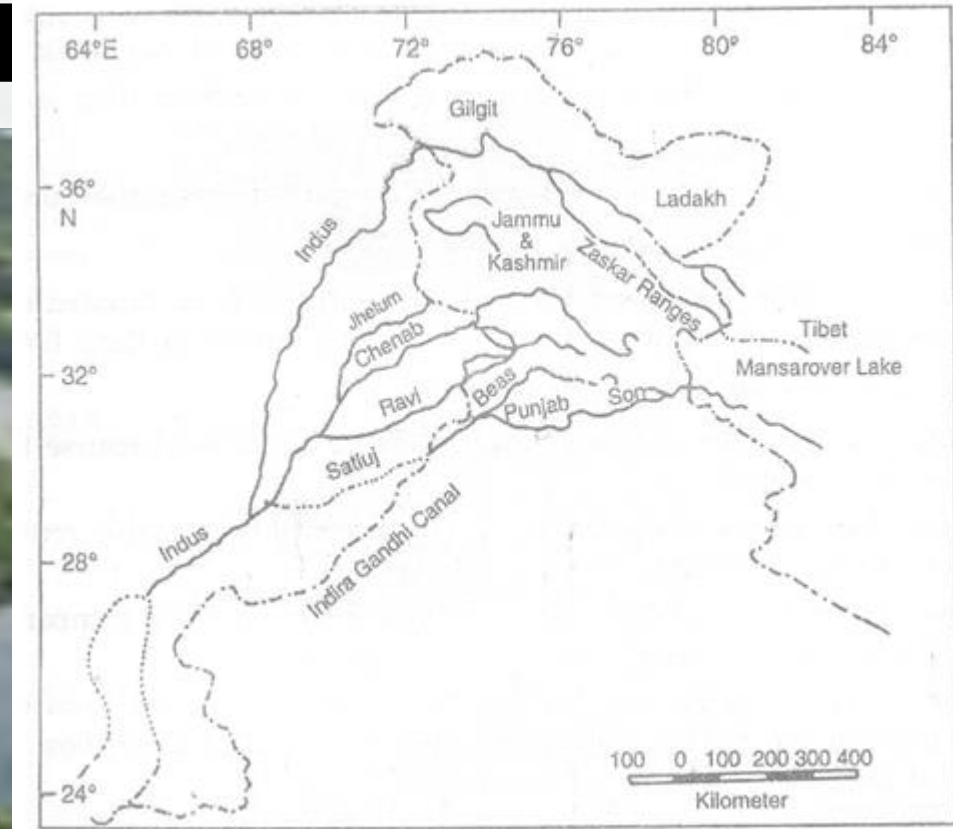 64°E 68° 72° 76° 80° 84°
Gilgit
36°
N
Ladakh
Indus
Jammu
&
Kashmir
Zaskar Ranges
Jhelum
Chenab
Tibet
Mansarover Lake
32°
Ravi
Beas
Punjab
Son
Satluj
Indus
Indira Gandhi Canal
28°
24°
100 0 100 200 300 400
Kilometer